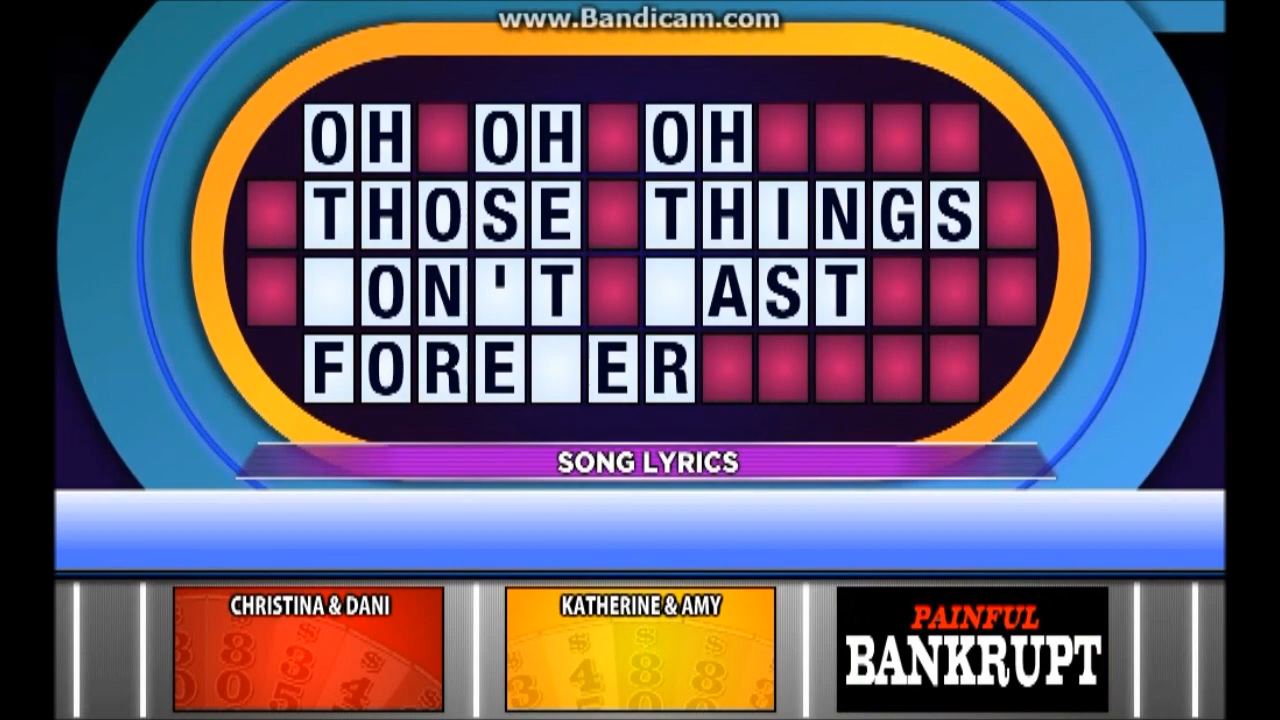 www.Bandicam.com
OH OH OH
THOSE THINGS
ON'T AST
FORE ER
SONG LYRICS
CHRISTINA & DANI
KATHERINE & AMY
PAINFUL
BANKRUPT